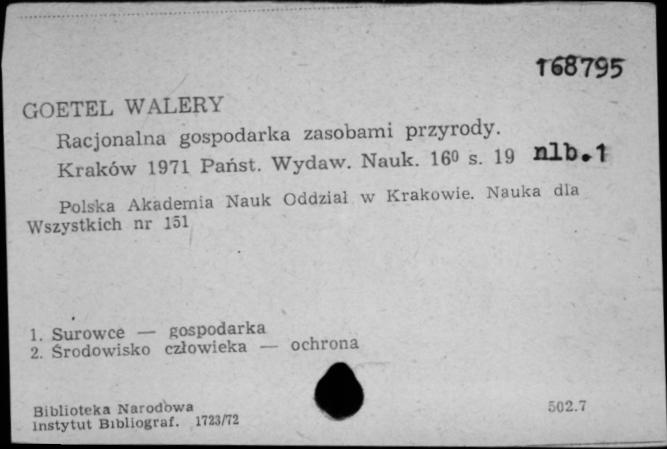 168795
GOETEL WALERY
Racjonalna gospodarka zasobami przyrody.
Kraków 1971 Państ. Wydaw. Nauk. 16⁰ s. 19 nlb. 1
Polska Akademia Nauk Oddział w Krakowie. Nauka dla
Wszystkich nr 151
1. Surowce — gospodarka
2. Środowisko człowieka — ochrona
Biblioteka Narodowa
Instytut Bibliograf. 1723/72
502.7